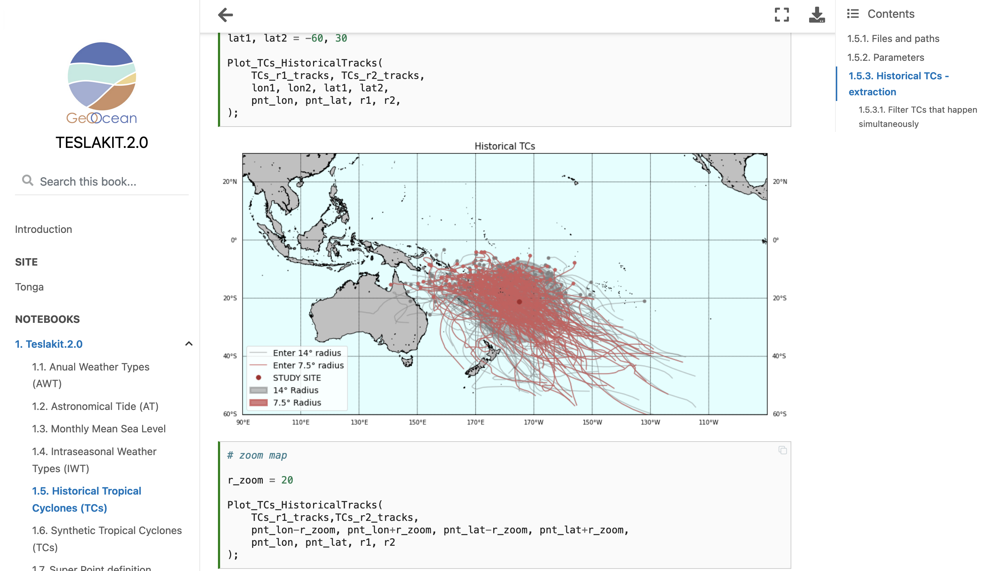 GeoOcean
TESLAKIT.2.0
Search this book...
Introduction
SITE
Tonga
NOTEBOOKS
1. Teslakit.2.0
1.1. Anual Weather Types
(AWT)
1.2. Astronomical Tide (AT)
1.3. Monthly Mean Sea Level
1.4. Intraseasonal Weather
Types (IWT)
1.5. Historical Tropical
Cyclones (TCs)
1.6. Synthetic Tropical Cyclones
(TCs)
1.7. Super Point definition
lat1, lat2 = -60, 30
Plot_TCs_HistoricalTracks(
    TCs_r1_tracks, TCs_r2_tracks,
    lon1, lon2, lat1, lat2,
    pnt_lon, pnt_lat, r1, r2,
);
Historical TCs
20°N 20°N
0° 0°
20°S 20°S
40°S 40°S
60°S 60°S
Enter 14° radius
Enter 7.5° radius
STUDY SITE
14° Radius
7.5° Radius
90°E 110°E 130°E 150°E 170°E 170°W 150°W 130°W 110°W
# zoom map
r_zoom = 20
Plot_TCs_HistoricalTracks(
    TCs_r1_tracks,TCs_r2_tracks,
    pnt_lon-r_zoom, pnt_lon+r_zoom, pnt_lat-r_zoom, pnt_lat+r_zoom,
    pnt_lon, pnt_lat, r1, r2
);
Contents
1.5.1. Files and paths
1.5.2. Parameters
1.5.3. Historical TCs -
extraction
1.5.3.1. Filter TCs that happen
simultaneously